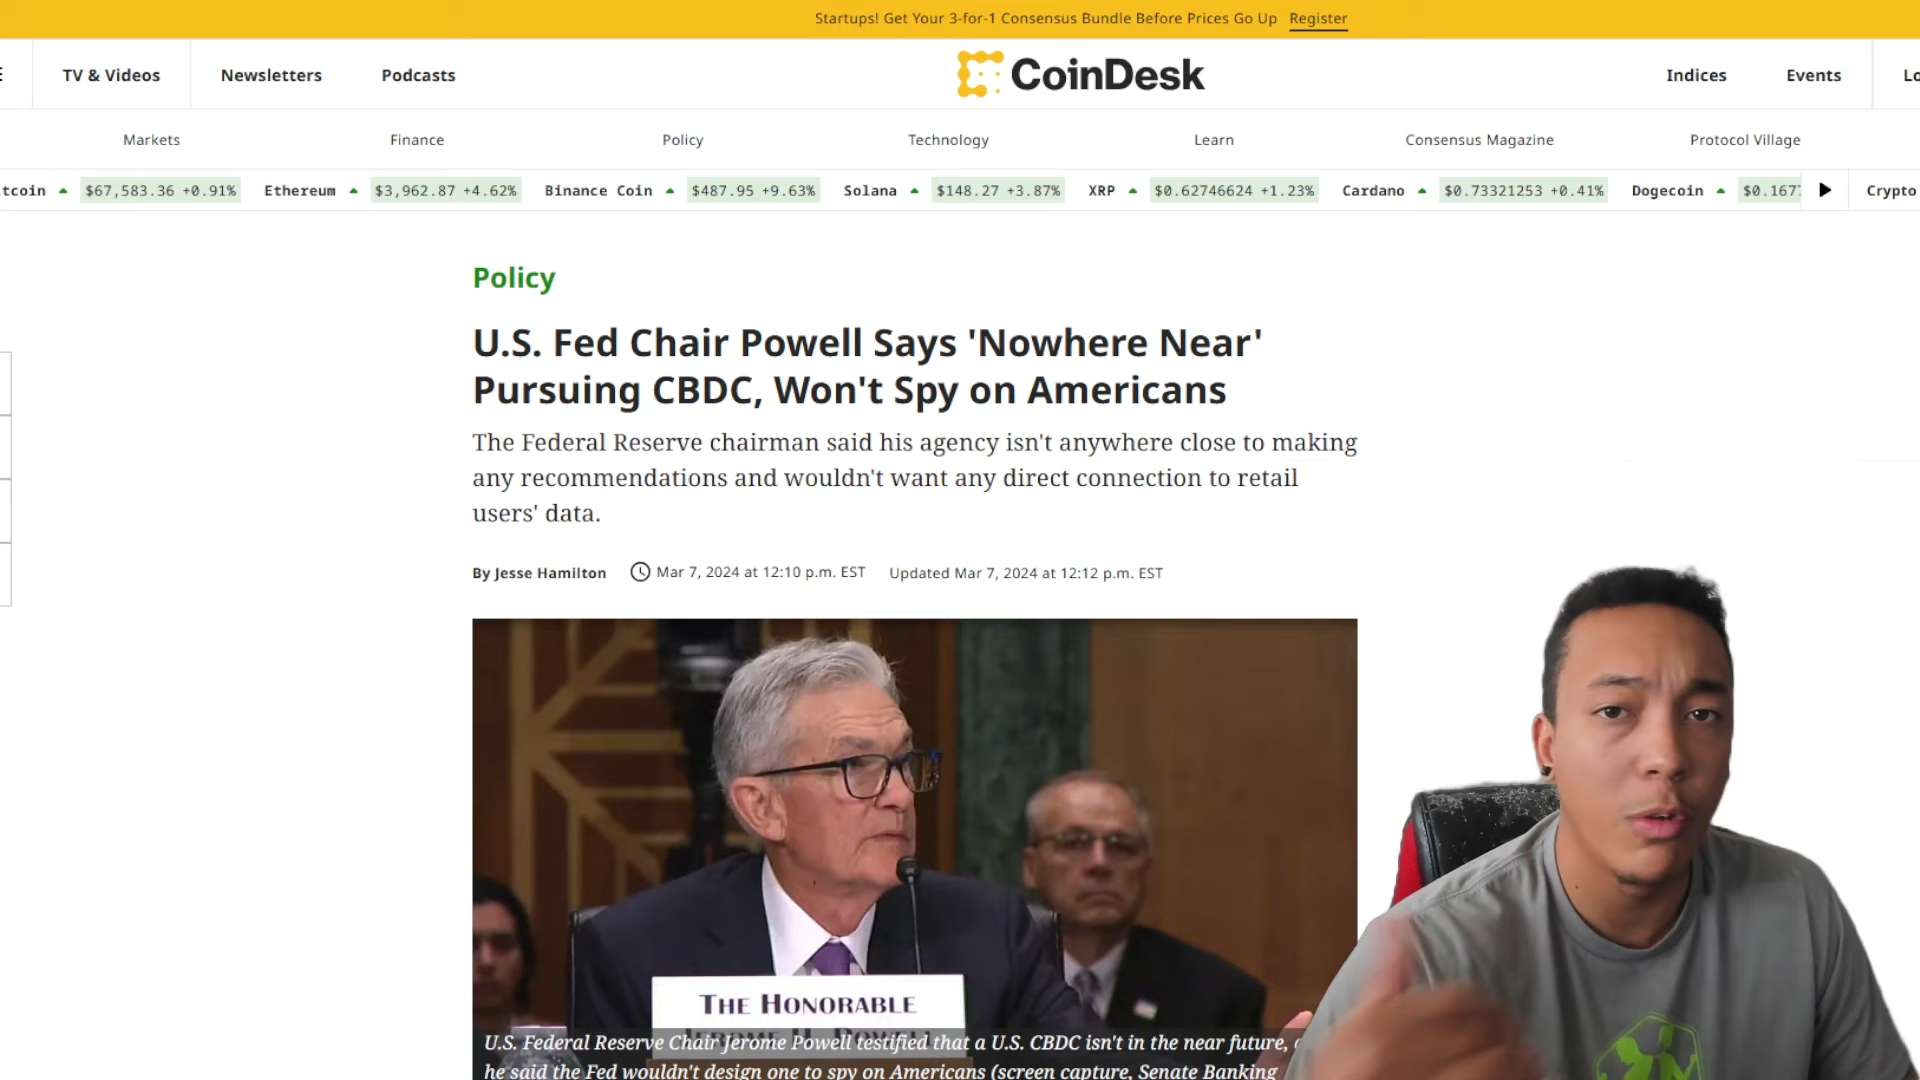 Startups! Get Your 3-for-1 Consensus Bundle Before Prices Go Up Register
TV & Videos Newsletters Podcasts CoinDesk Indices Events
Markets Finance Policy Technology Learn Consensus Magazine Protocol Village
tcoin $67,583.36 +0.91% Ethereum $3,962.87 +4.62% Binance Coin $487.95 +9.63% Solana $148.27 +3.87% XRP $0.62746624 +1.23% Cardano $0.73321253 +0.41% Dogecoin $0.167 Crypto
Policy
U.S. Fed Chair Powell Says 'Nowhere Near'
Pursuing CBDC, Won't Spy on Americans
The Federal Reserve chairman said his agency isn't anywhere close to making
any recommendations and wouldn't want any direct connection to retail
users' data.
By Jesse Hamilton Mar 7, 2024 at 12:10 p.m. EST Updated Mar 7, 2024 at 12:12 p.m. EST
THE HONORABLE
JEROME H. POWELL
U.S. Federal Reserve Chair Jerome Powell testified that a U.S. CBDC isn't in the near future,
he said the Fed wouldn't design one to spy on Americans (screen capture, Senate Banking